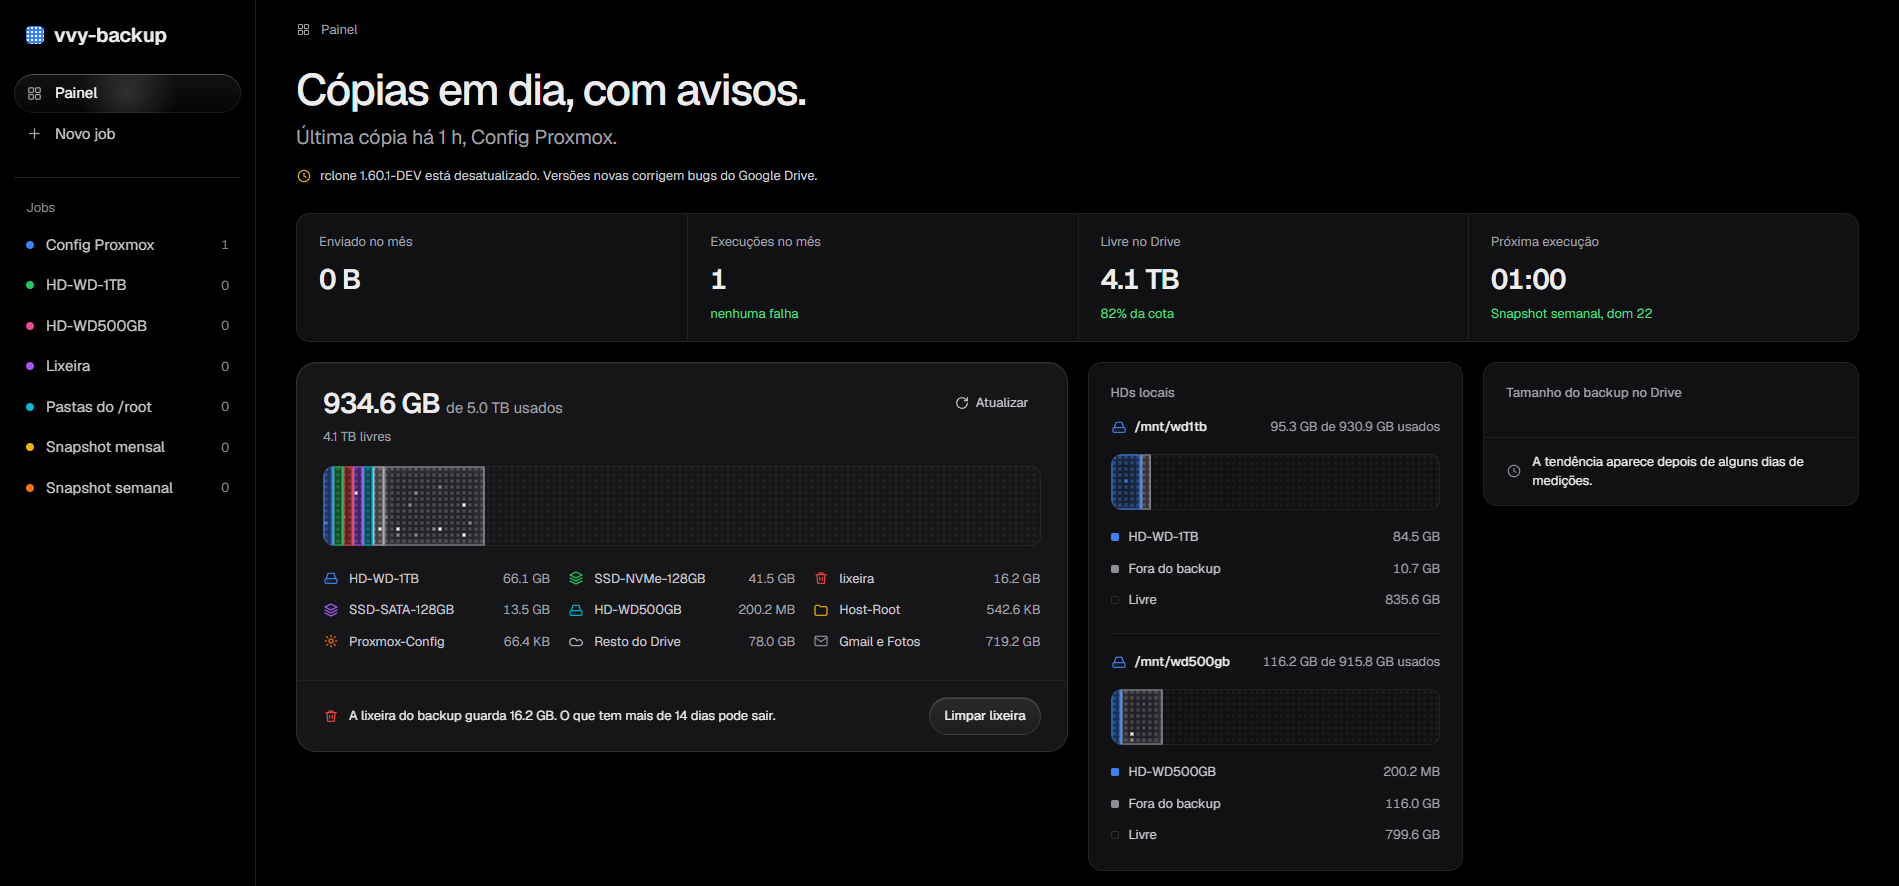 vvy-backup
Painel
Novo job
Jobs
Config Proxmox 1
HD-WD-1TB 0
HD-WD500GB 0
Lixeira 0
Pastas do /root 0
Snapshot mensal 0
Snapshot semanal 0
Painel
Cópias em dia, com avisos.
Última cópia há 1 h, Config Proxmox.
rclone 1.60.1-DEV está desatualizado. Versões novas corrigem bugs do Google Drive.
Enviado no mês
0 B
Execuções no mês
1
nenhuma falha
Livre no Drive
4.1 TB
82% da cota
Próxima execução
01:00
Snapshot semanal, dom 22
934.6 GB de 5.0 TB usados
Atualizar
4.1 TB livres
HD-WD-1TB 66.1 GB SSD-NVMe-128GB 41.5 GB lixeira 16.2 GB
SSD-SATA-128GB 13.5 GB HD-WD500GB 200.2 MB Host-Root 542.6 KB
Proxmox-Config 66.4 KB Resto do Drive 78.0 GB Gmail e Fotos 719.2 GB
A lixeira do backup guarda 16.2 GB. O que tem mais de 14 dias pode sair.
Limpar lixeira
HDs locais
/mnt/wd1tb 95.3 GB de 930.9 GB usados
HD-WD-1TB 84.5 GB
Fora do backup 10.7 GB
Livre 835.6 GB
/mnt/wd500gb 116.2 GB de 915.8 GB usados
HD-WD500GB 200.2 MB
Fora do backup 116.0 GB
Livre 799.6 GB
Tamanho do backup no Drive
A tendência aparece depois de alguns dias de
medições.